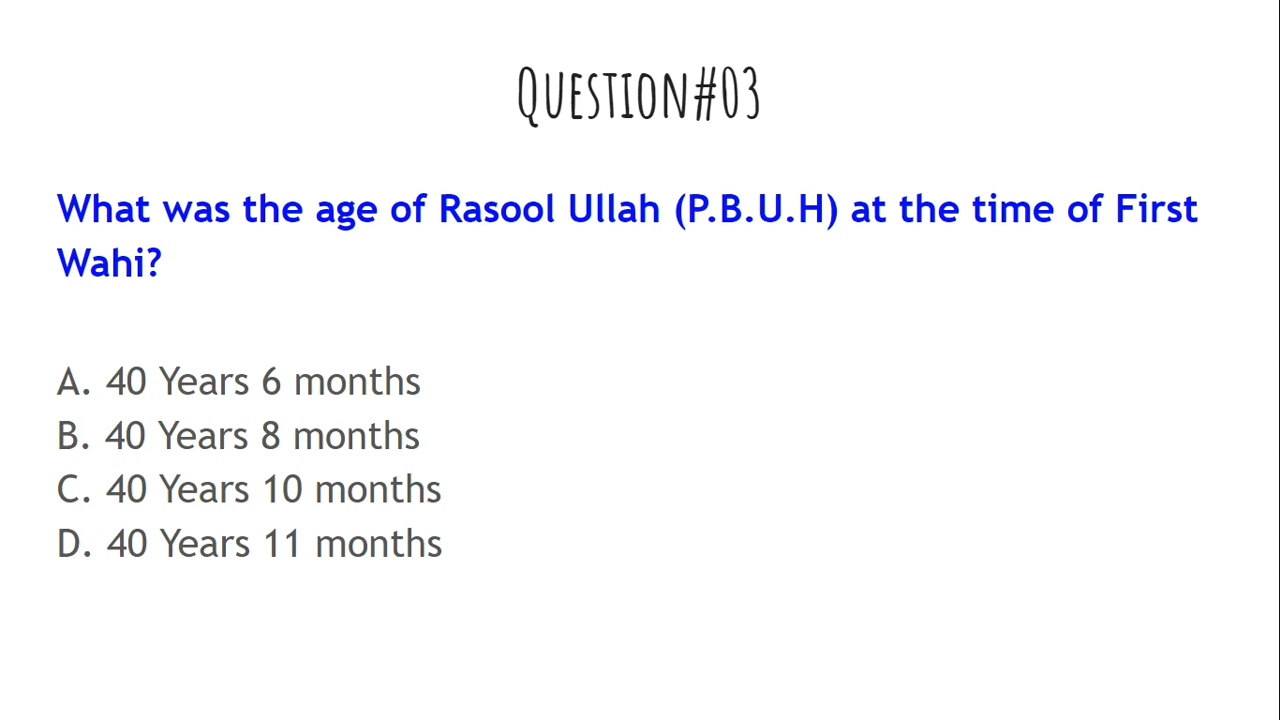 Question#03
What was the age of Rasool Ullah (P.B.U.H) at the time of First
Wahi?
A. 40 Years 6 months
B. 40 Years 8 months
C. 40 Years 10 months
D. 40 Years 11 months